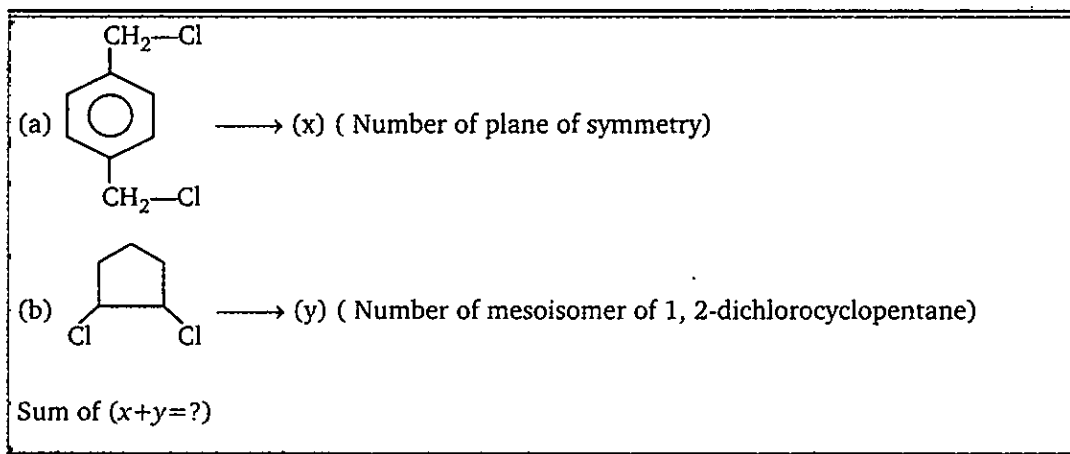 CH2—Cl
(a) ⟶ (x) ( Number of plane of symmetry)
CH2—Cl
(b) ⟶ (y) ( Number of mesoisomer of 1, 2-dichlorocyclopentane)
Cl Cl
Sum of (x+y=?)